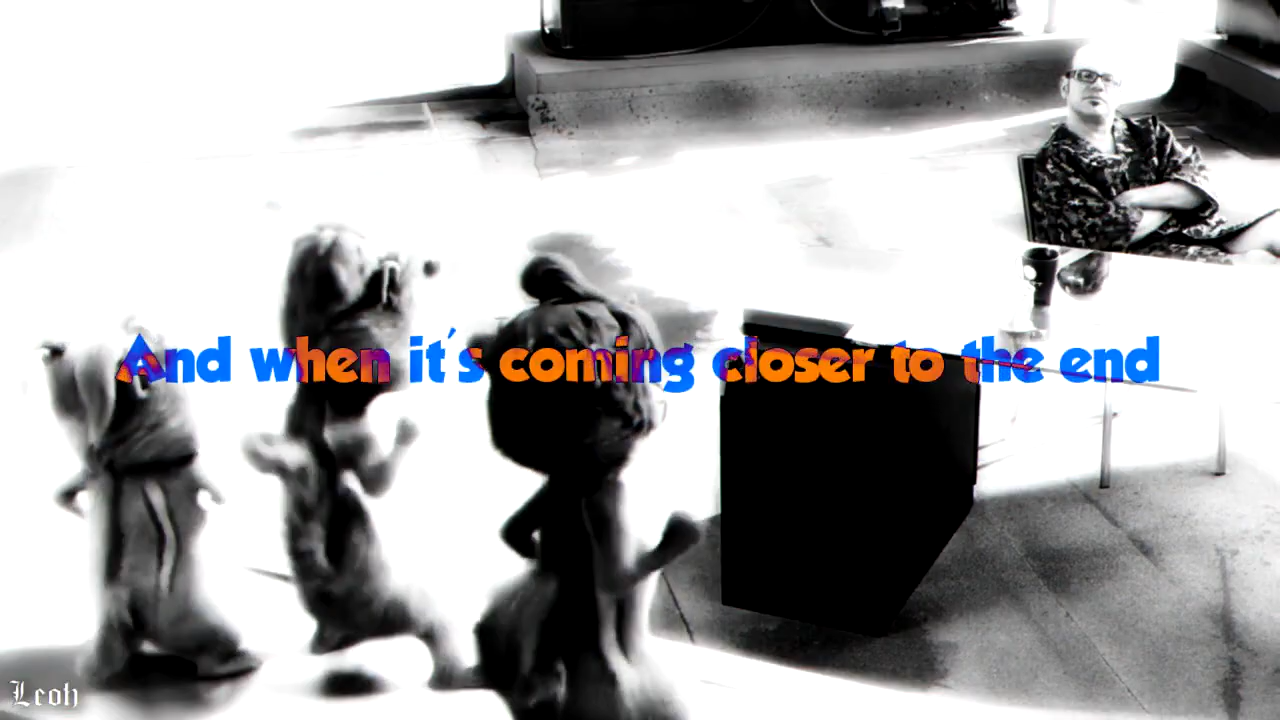 And when it's coming closer to the end
Leoh